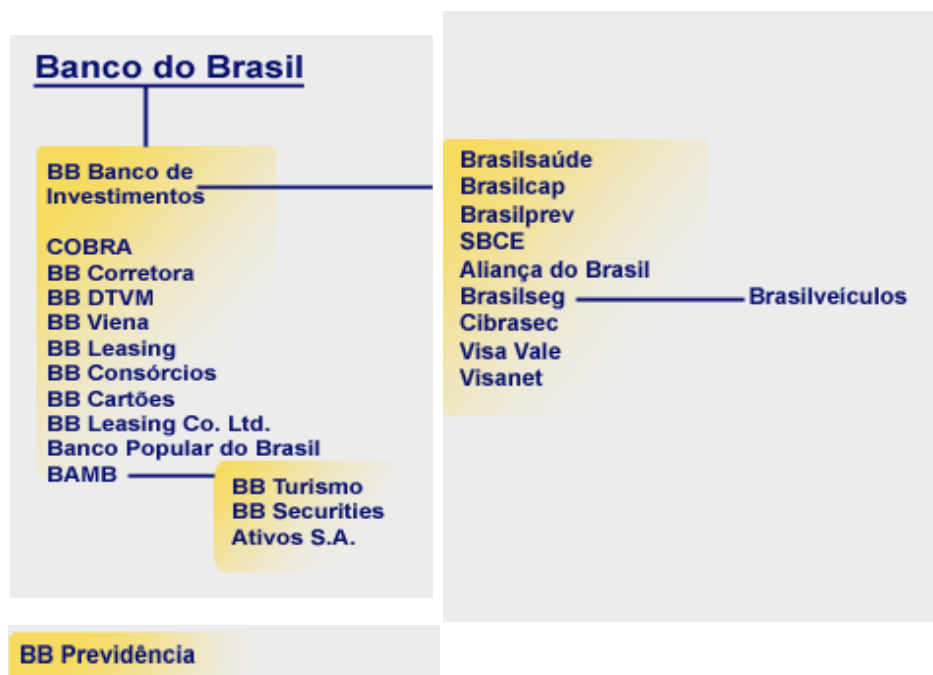 Banco do Brasil
BB Banco de
Investimentos
COBRA
BB Corretora
BB DTVM
BB Viena
BB Leasing
BB Consórcios
BB Cartões
BB Leasing Co. Ltd.
Banco Popular do Brasil
BAMB
BB Turismo
BB Securities
Ativos S.A.
Brasilsaúde
Brasilcap
Brasilprev
SBCE
Aliança do Brasil
Brasilseg
Brasilveículos
Cibrasec
Visa Vale
Visanet
BB Previdência